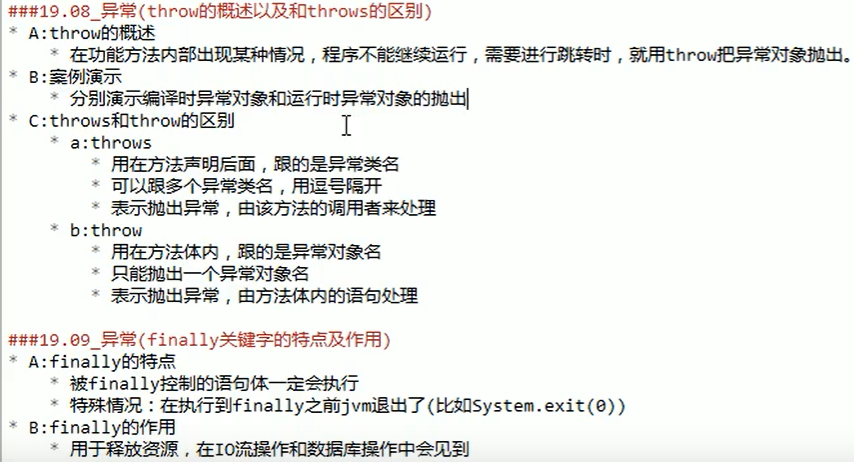 ###19.08_异常(throw的概述以及和throws的区别)
* A:throw的概述
* 在功能方法内部出现某种情况，程序不能继续运行，需要进行跳转时，就用throw把异常对象抛出。
* B:案例演示
* 分别演示编译时异常对象和运行时异常对象的抛出
* C:throws和throw的区别
* a:throws
* 用在方法声明后面，跟的是异常类名
* 可以跟多个异常类名，用逗号隔开
* 表示抛出异常，由该方法的调用者来处理
* b:throw
* 用在方法体内，跟的是异常对象名
* 只能抛出一个异常对象名
* 表示抛出异常，由方法体内的语句处理
###19.09_异常(finally关键字的特点及作用)
* A:finally的特点
* 被finally控制的语句体一定会执行
* 特殊情况：在执行到finally之前jvm退出了(比如System.exit(0))
* B:finally的作用
* 用于释放资源，在IO流操作和数据库操作中会见到